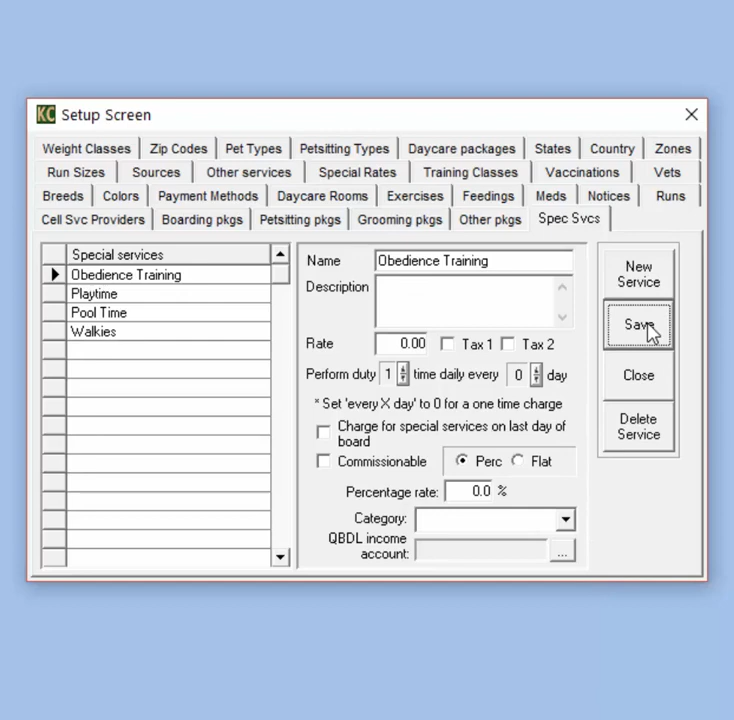 KC Setup Screen
Weight Classes Zip Codes Pet Types Petsitting Types Daycare packages States Country Zones
Run Sizes Sources Other services Special Rates Training Classes Vaccinations Vets
Breeds Colors Payment Methods Daycare Rooms Exercises Feedings Meds Notices Runs
Cell Svc Providers Boarding pkgs Petsitting pkgs Grooming pkgs Other pkgs Spec Svcs
Special services
Obedience Training
Playtime
Pool Time
Walkies
Name Obedience Training
Description
Rate 0.00 Tax 1 Tax 2
Perform duty 1 time daily every 0 day
* Set 'every X day' to 0 for a one time charge
Charge for special services on last day of
board
Commissionable Perc Flat
Percentage rate: 0.0 %
Category:
QBDL income
account: ...
New
Service
Save
Close
Delete
Service